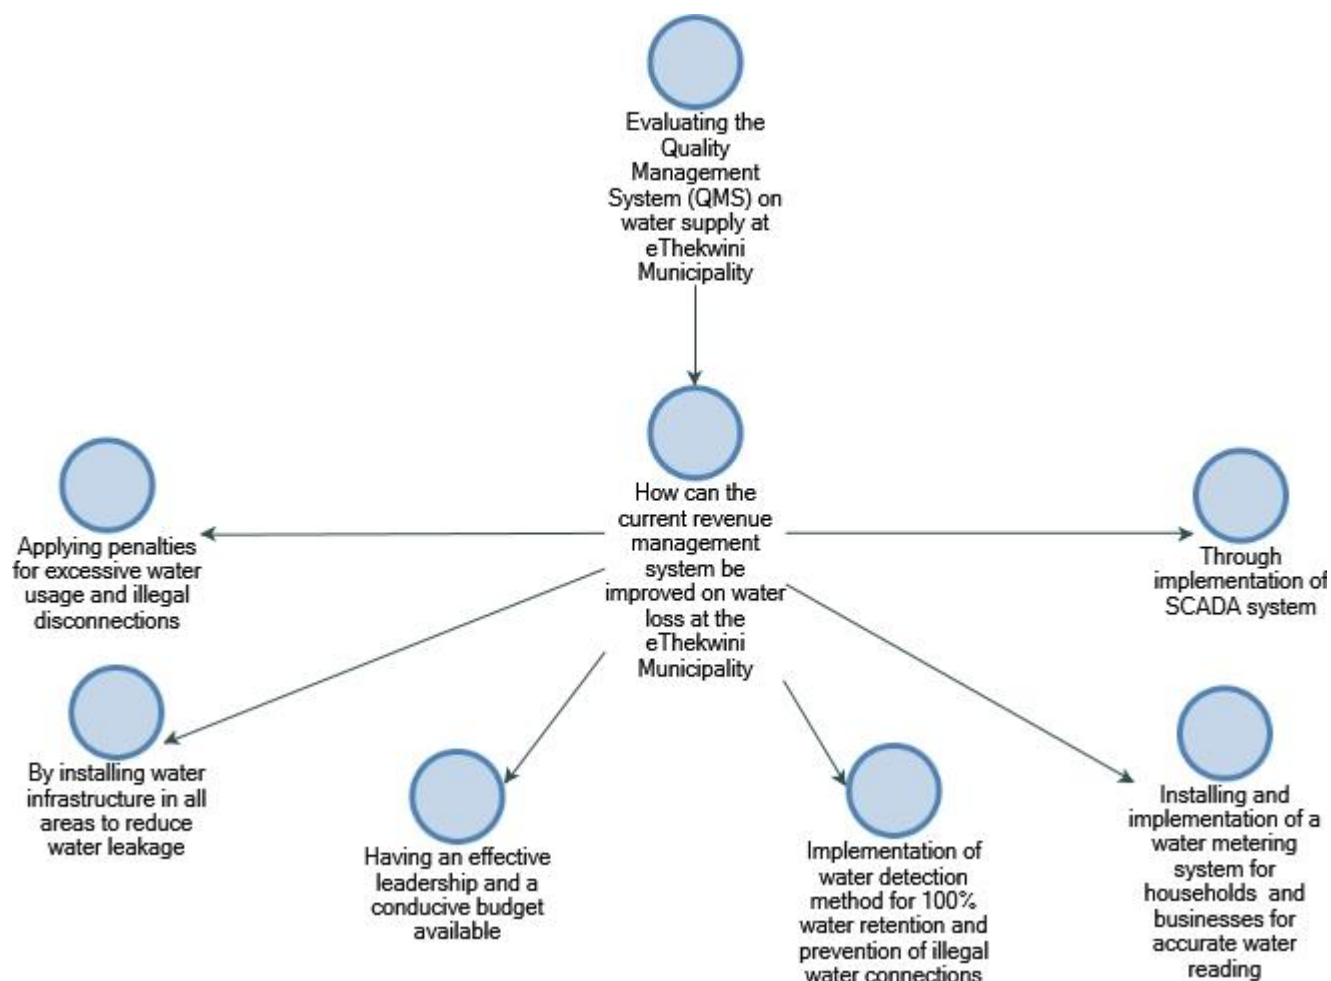 Evaluating the
Quality
Management
System (QMS) on
water supply at
eThekwini
Municipality
How can the
current revenue
management
system be
improved on water
loss at the
eThekwini
Municipality
Applying penalties
for excessive water
usage and illegal
disconnections
Through
implementation of
SCADA system
By installing water
infrastructure in all
areas to reduce
water leakage
Having an effective
leadership and a
conducive budget
available
Implementation of
water detection
method for 100%
water retention and
prevention of illegal
water connections
Installing and
implementation of a
water metering
system for
households and
businesses for
accurate water
reading